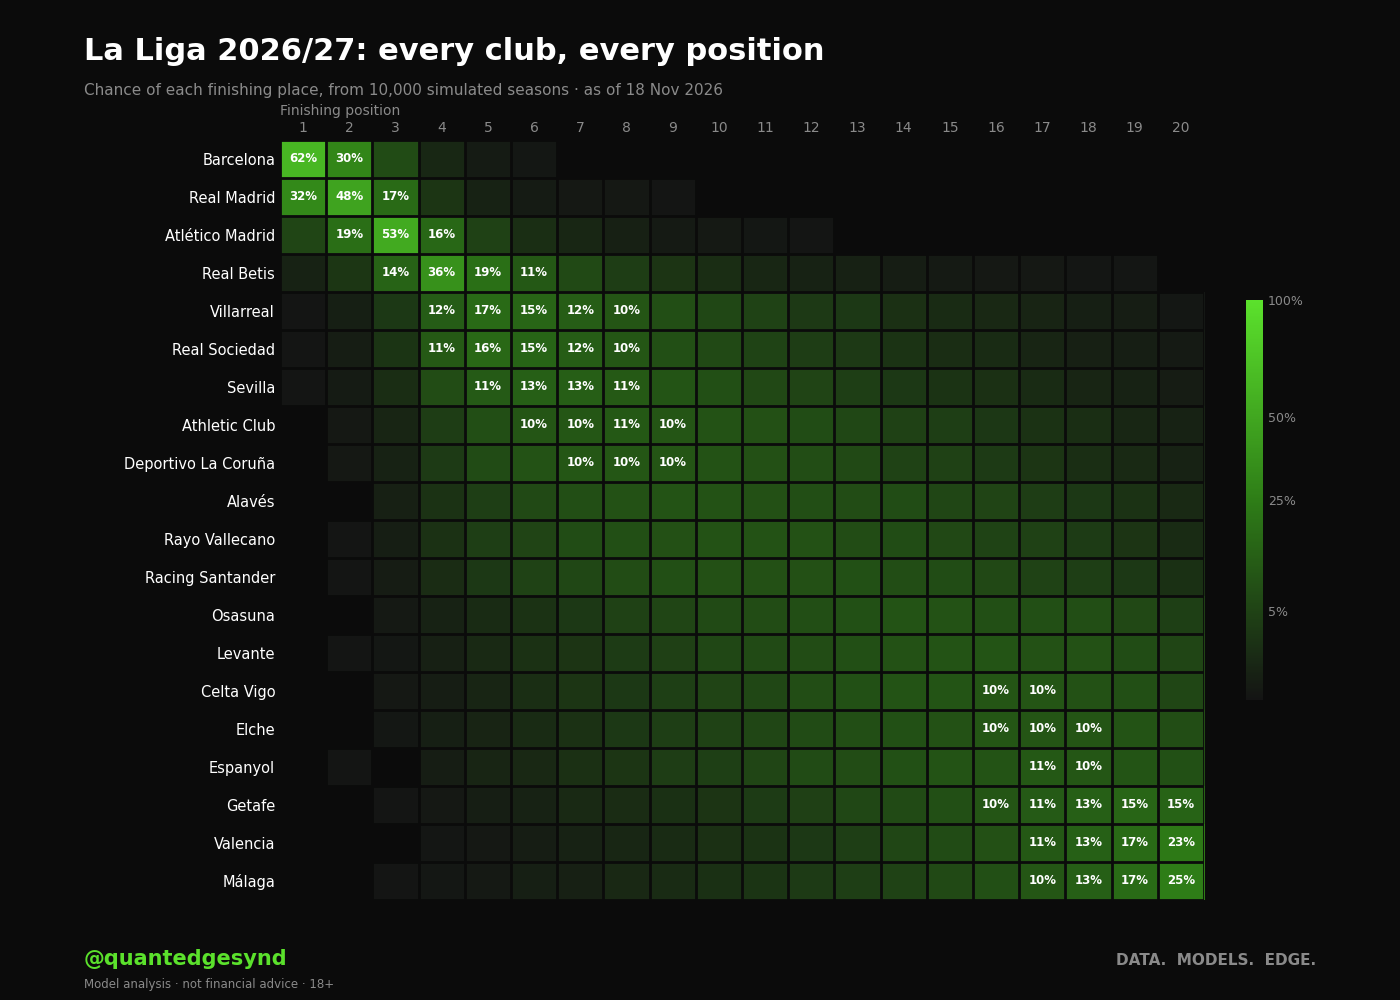 La Liga 2026/27: every club, every position
Chance of each finishing place, from 10,000 simulated seasons · as of 18 Nov 2026
Finishing position
1 2 3 4 5 6 7 8 9 10 11 12 13 14 15 16 17 18 19 20
Barcelona 62% 30%
Real Madrid 32% 48% 17%
Atlético Madrid 19% 53% 16%
Real Betis 14% 36% 19% 11%
Villarreal 12% 17% 15% 12% 10%
100%
Real Sociedad 11% 16% 15% 12% 10%
Sevilla 11% 13% 13% 11%
Athletic Club 10% 10% 11% 10%
50%
Deportivo La Coruña 10% 10% 10%
Alavés
25%
Rayo Vallecano
Racing Santander
Osasuna
5%
Levante
Celta Vigo 10% 10%
Elche 10% 10% 10%
Espanyol 11% 10%
Getafe 10% 11% 13% 15% 15%
Valencia 11% 13% 17% 23%
Málaga 10% 13% 17% 25%
@quantedgesynd
DATA. MODELS. EDGE.
Model analysis · not financial advice · 18+